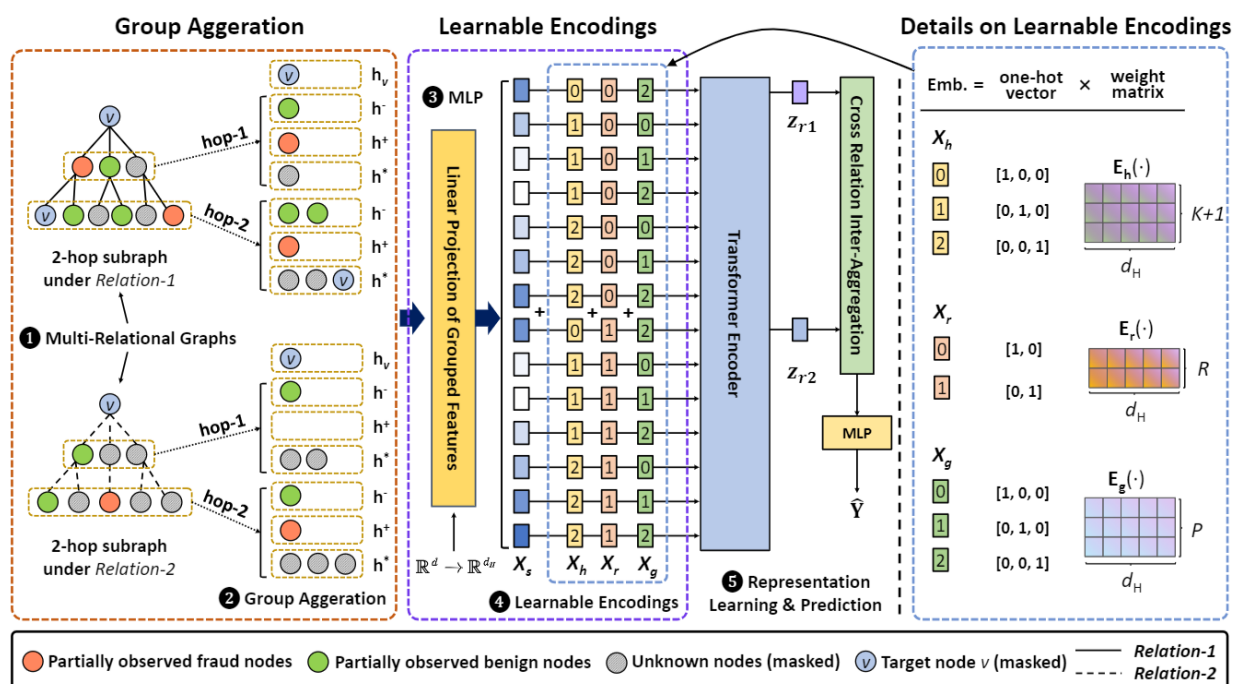 Group Aggeration
Learnable Encodings
Details on Learnable Encodings
v
hop-1
hop-2
v
2-hop subraph
under Relation-1
v
h_v
h^-
h^+
h^*
h^-
h^+
v
h^*
❶ Multi-Relational Graphs
v
hop-1
hop-2
2-hop subraph
under Relation-2
v
h_v
h^-
h^+
h^*
h^-
h^+
h^*
❷ Group Aggeration
❸ MLP
Linear Projection of Grouped Features
ℝ^d → ℝ^{d_H}
0 0 2
1 0 0
1 0 1
1 0 2
2 0 0
2 0 1
2 0 2
+ + +
0 1 2
1 1 0
1 1 1
1 1 2
2 1 0
2 1 1
2 1 2
X_s X_h X_r X_g
❹ Learnable Encodings
Transformer Encoder
z_{r1}
z_{r2}
Cross Relation Inter-Aggregation
MLP
Ŷ
❺ Representation
Learning & Prediction
Emb. = one-hot vector × weight matrix
X_h
0 [1, 0, 0]
1 [0, 1, 0]
2 [0, 0, 1]
E_h(·)
K+1
d_H
X_r
0 [1, 0]
1 [0, 1]
E_r(·)
R
d_H
X_g
0 [1, 0, 0]
1 [0, 1, 0]
2 [0, 0, 1]
E_g(·)
P
d_H
Partially observed fraud nodes
Partially observed benign nodes
Unknown nodes (masked)
v Target node v (masked)
Relation-1
Relation-2